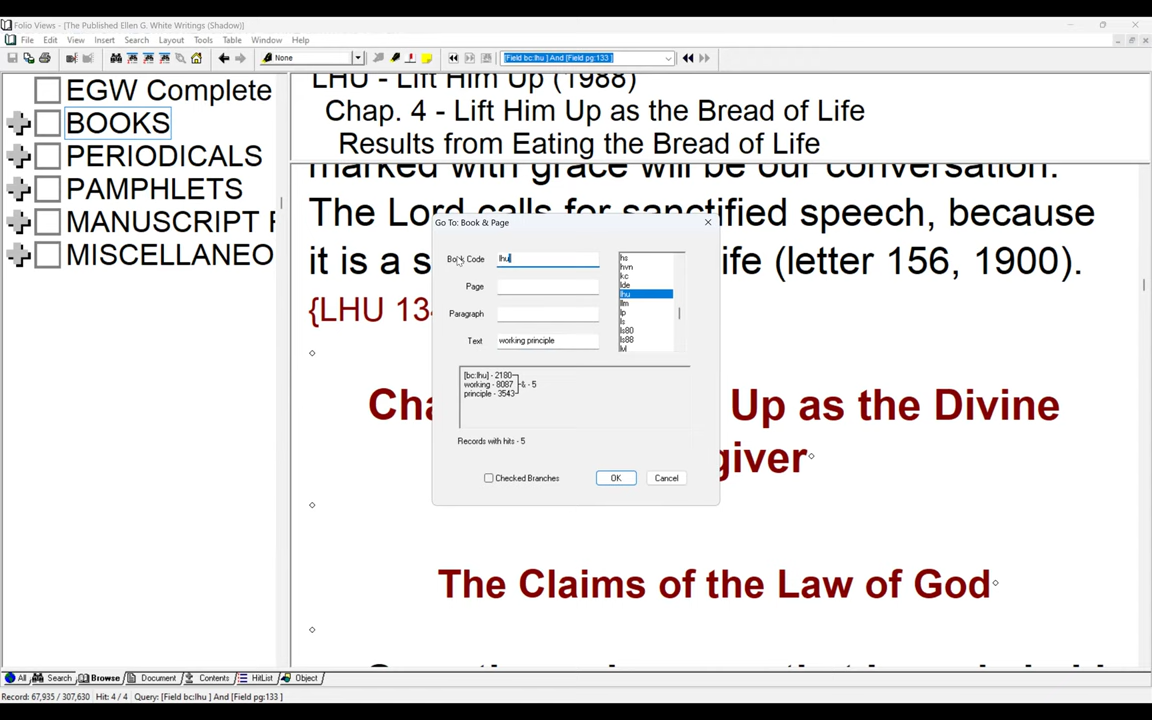 Folio Views - [The Published Ellen G. White Writings (Shadow)]
File Edit View Insert Search Layout Tools Table Window Help
None
[Field bc:lhu ] And [Field pg:133 ]
EGW Complete
BOOKS
PERIODICALS
PAMPHLETS
MANUSCRIPT
MISCELLANEO
LHU - Lift Him Up (1988)
Chap. 4 - Lift Him Up as the Bread of Life
Results from Eating the Bread of Life
marked with grace will be our conversation.
The Lord calls for sanctified speech, because
it is a s ife (letter 156, 1900).
{LHU 13
Cha Up as the Divine
giver
The Claims of the Law of God
Go To: Book & Page
Book Code lhu
Page
Paragraph
Text working principle
hs
hvn
kc
lde
lhu
llm
lp
ls
ls80
ls88
lvl
[bc:lhu] - 2180
working - 8087 & - 5
principle - 3543
Records with hits - 5
Checked Branches OK Cancel
All Search Browse Document Contents HitList Object
Record: 67,935 / 307,630 Hit: 4 / 4 Query: [Field bc:lhu ] And [Field pg:133 ]